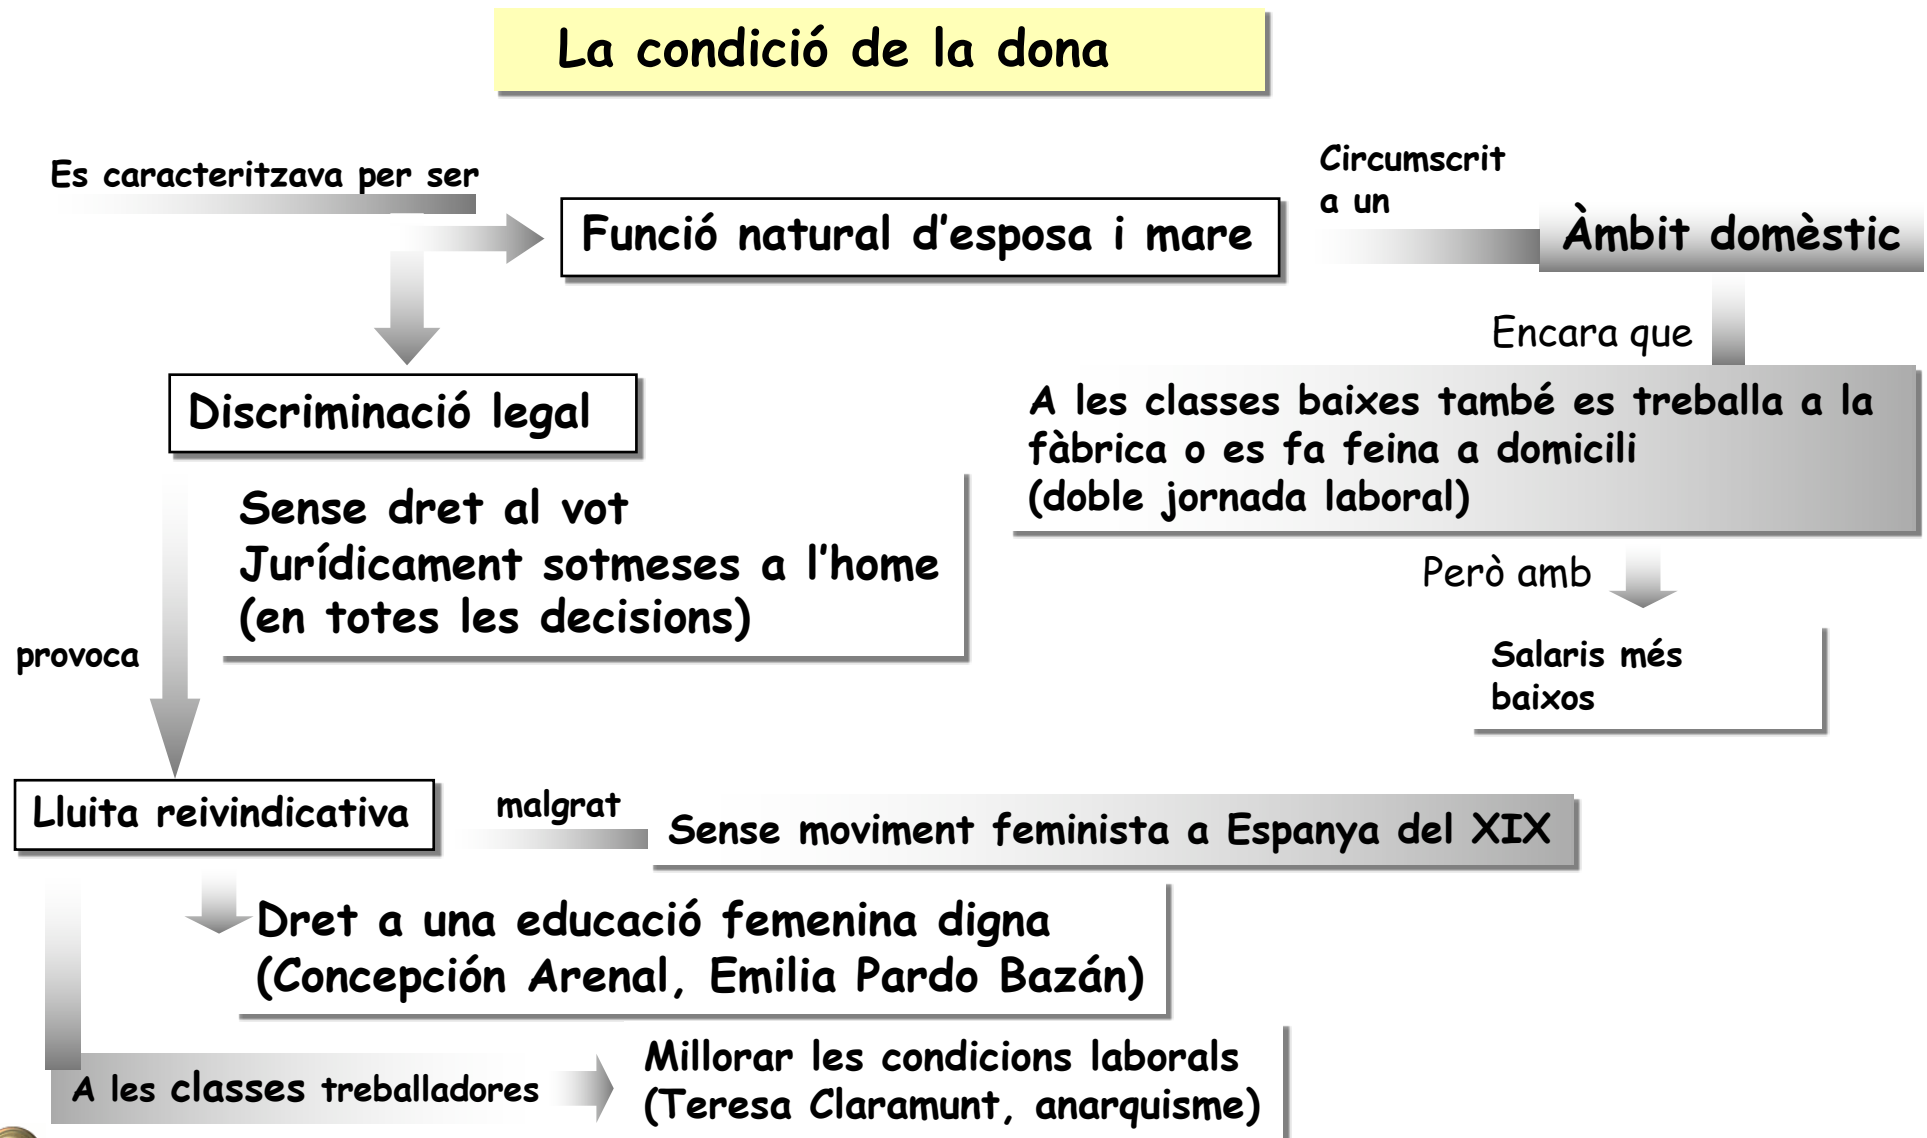 La condició de la dona
Es caracteritzava per ser
Funció natural d'esposa i mare
Circumscrit
a un
Àmbit domèstic
Encara que
A les classes baixes també es treballa a la
fàbrica o es fa feina a domicili
(doble jornada laboral)
Però amb
Salaris més
baixos
Discriminació legal
Sense dret al vot
Jurídicament sotmeses a l'home
(en totes les decisions)
provoca
Lluita reivindicativa
malgrat
Sense moviment feminista a Espanya del XIX
Dret a una educació femenina digna
(Concepción Arenal, Emilia Pardo Bazán)
A les classes treballadores
Millorar les condicions laborals
(Teresa Claramunt, anarquisme)